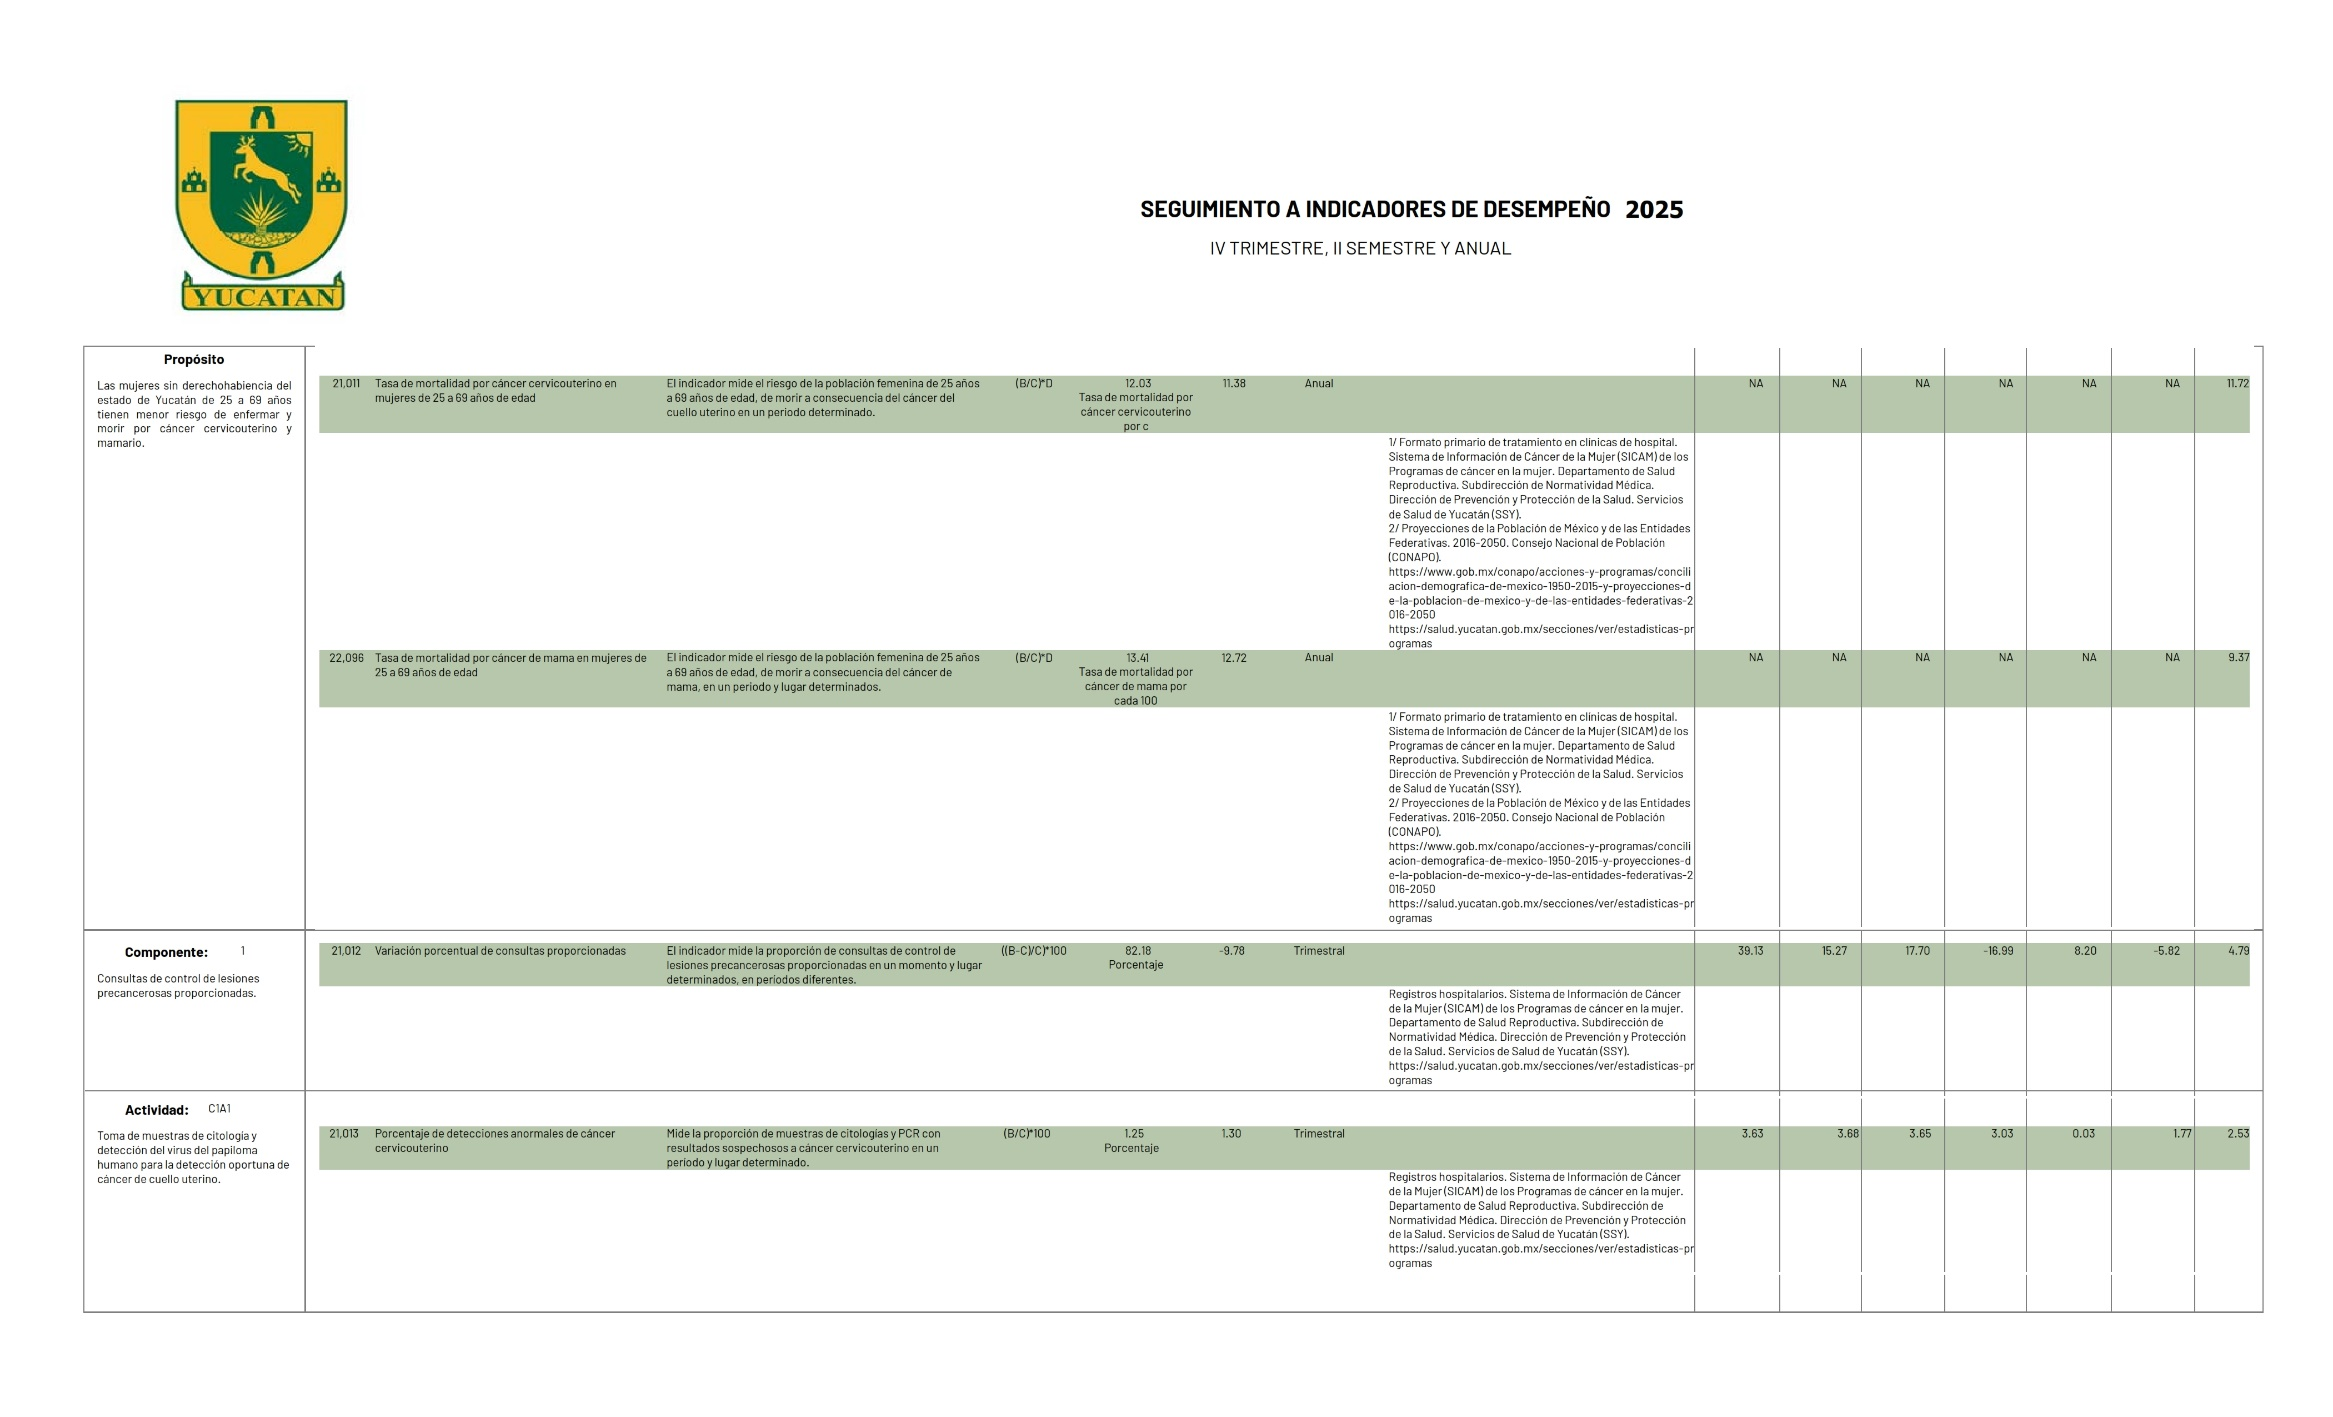 YUCATAN
SEGUIMIENTO A INDICADORES DE DESEMPEÑO 2025
IV TRIMESTRE, II SEMESTRE Y ANUAL
Propósito
Las mujeres sin derechohabiencia del
estado de Yucatán de 25 a 69 años
tienen menor riesgo de enfermar y
morir por cáncer cervicouterino y
mamario.
21,011 Tasa de mortalidad por cáncer cervicouterino en El indicador mide el riesgo de la población femenina de 25 años (B/C)*D 12.03 11.38 Anual NA NA NA NA NA NA 11.72
mujeres de 25 a 69 años de edad a 69 años de edad, de morir a consecuencia del cáncer del Tasa de mortalidad por
cuello uterino en un periodo determinado. cáncer cervicouterino
por c
1/ Formato primario de tratamiento en clínicas de hospital.
Sistema de Información de Cáncer de la Mujer (SICAM) de los
Programas de cáncer en la mujer. Departamento de Salud
Reproductiva. Subdirección de Normatividad Médica.
Dirección de Prevención y Protección de la Salud. Servicios
de Salud de Yucatán (SSY).
2/ Proyecciones de la Población de México y de las Entidades
Federativas. 2016-2050. Consejo Nacional de Población
(CONAPO).
https://www.gob.mx/conapo/acciones-y-programas/concili
acion-demografica-de-mexico-1950-2015-y-proyecciones-d
e-la-poblacion-de-mexico-y-de-las-entidades-federativas-2
016-2050
https://salud.yucatan.gob.mx/secciones/ver/estadisticas-pr
ogramas
22,096 Tasa de mortalidad por cáncer de mama en mujeres de El indicador mide el riesgo de la población femenina de 25 años (B/C)*D 13.41 12.72 Anual NA NA NA NA NA NA 9.37
25 a 69 años de edad a 69 años de edad, de morir a consecuencia del cáncer de Tasa de mortalidad por
mama, en un periodo y lugar determinados. cáncer de mama por
cada 100
1/ Formato primario de tratamiento en clínicas de hospital.
Sistema de Información de Cáncer de la Mujer (SICAM) de los
Programas de cáncer en la mujer. Departamento de Salud
Reproductiva. Subdirección de Normatividad Médica.
Dirección de Prevención y Protección de la Salud. Servicios
de Salud de Yucatán (SSY).
2/ Proyecciones de la Población de México y de las Entidades
Federativas. 2016-2050. Consejo Nacional de Población
(CONAPO).
https://www.gob.mx/conapo/acciones-y-programas/concili
acion-demografica-de-mexico-1950-2015-y-proyecciones-d
e-la-poblacion-de-mexico-y-de-las-entidades-federativas-2
016-2050
https://salud.yucatan.gob.mx/secciones/ver/estadisticas-pr
ogramas
Componente: 1
Consultas de control de lesiones
precancerosas proporcionadas.
21,012 Variación porcentual de consultas proporcionadas El indicador mide la proporción de consultas de control de ((B-C)/C)*100 82.18 -9.78 Trimestral 39.13 15.27 17.70 -16.99 8.20 -5.82 4.79
lesiones precancerosas proporcionadas en un momento y lugar Porcentaje
determinados, en períodos diferentes.
Registros hospitalarios. Sistema de Información de Cáncer
de la Mujer (SICAM) de los Programas de cáncer en la mujer.
Departamento de Salud Reproductiva. Subdirección de
Normatividad Médica. Dirección de Prevención y Protección
de la Salud. Servicios de Salud de Yucatán (SSY).
https://salud.yucatan.gob.mx/secciones/ver/estadisticas-pr
ogramas
Actividad: C1A1
Toma de muestras de citología y
detección del virus del papiloma
humano para la detección oportuna de
cáncer de cuello uterino.
21,013 Porcentaje de detecciones anormales de cáncer Mide la proporción de muestras de citologías y PCR con (B/C)*100 1.25 1.30 Trimestral 3.63 3.68 3.65 3.03 0.03 1.77 2.53
cervicouterino resultados sospechosos a cáncer cervicouterino en un Porcentaje
período y lugar determinado.
Registros hospitalarios. Sistema de Información de Cáncer
de la Mujer (SICAM) de los Programas de cáncer en la mujer.
Departamento de Salud Reproductiva. Subdirección de
Normatividad Médica. Dirección de Prevención y Protección
de la Salud. Servicios de Salud de Yucatán (SSY).
https://salud.yucatan.gob.mx/secciones/ver/estadisticas-pr
ogramas